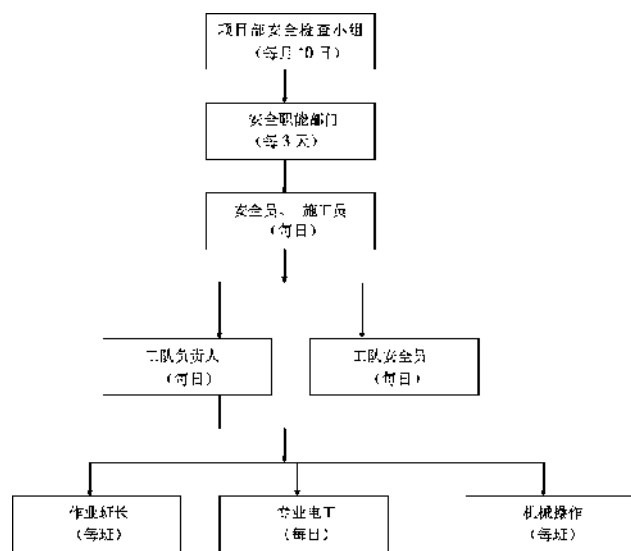 项目部安全检查小组
（每月10日）
安全职能部门
（每3天）
安全员、 施工员
（每日）
工队负责人
（每日）
工队安全员
（每日）
作业班长
（每班）
专业电工
（每日）
机械操作
（每班）